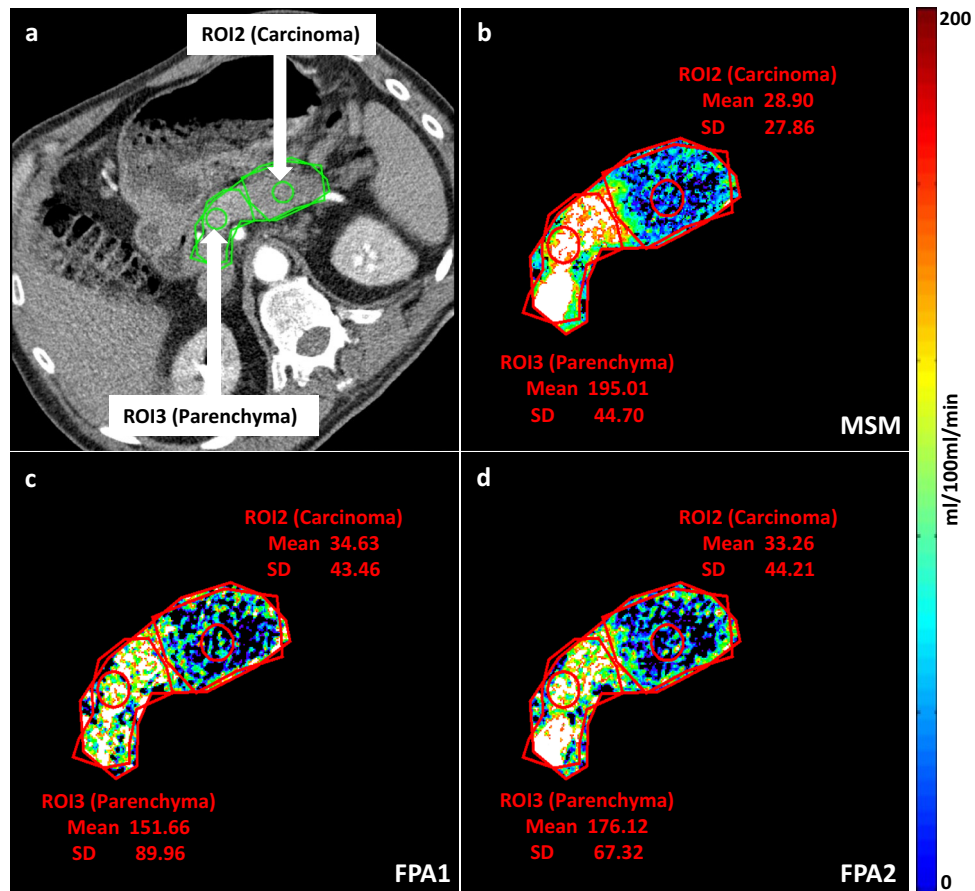 a
ROI2 (Carcinoma)
ROI3 (Parenchyma)
b
ROI2 (Carcinoma)
Mean 28.90
SD 27.86
ROI3 (Parenchyma)
Mean 195.01
SD 44.70
MSM
c
ROI2 (Carcinoma)
Mean 34.63
SD 43.46
ROI3 (Parenchyma)
Mean 151.66
SD 89.96
FPA1
d
ROI2 (Carcinoma)
Mean 33.26
SD 44.21
ROI3 (Parenchyma)
Mean 176.12
SD 67.32
FPA2
200
ml/100ml/min
0